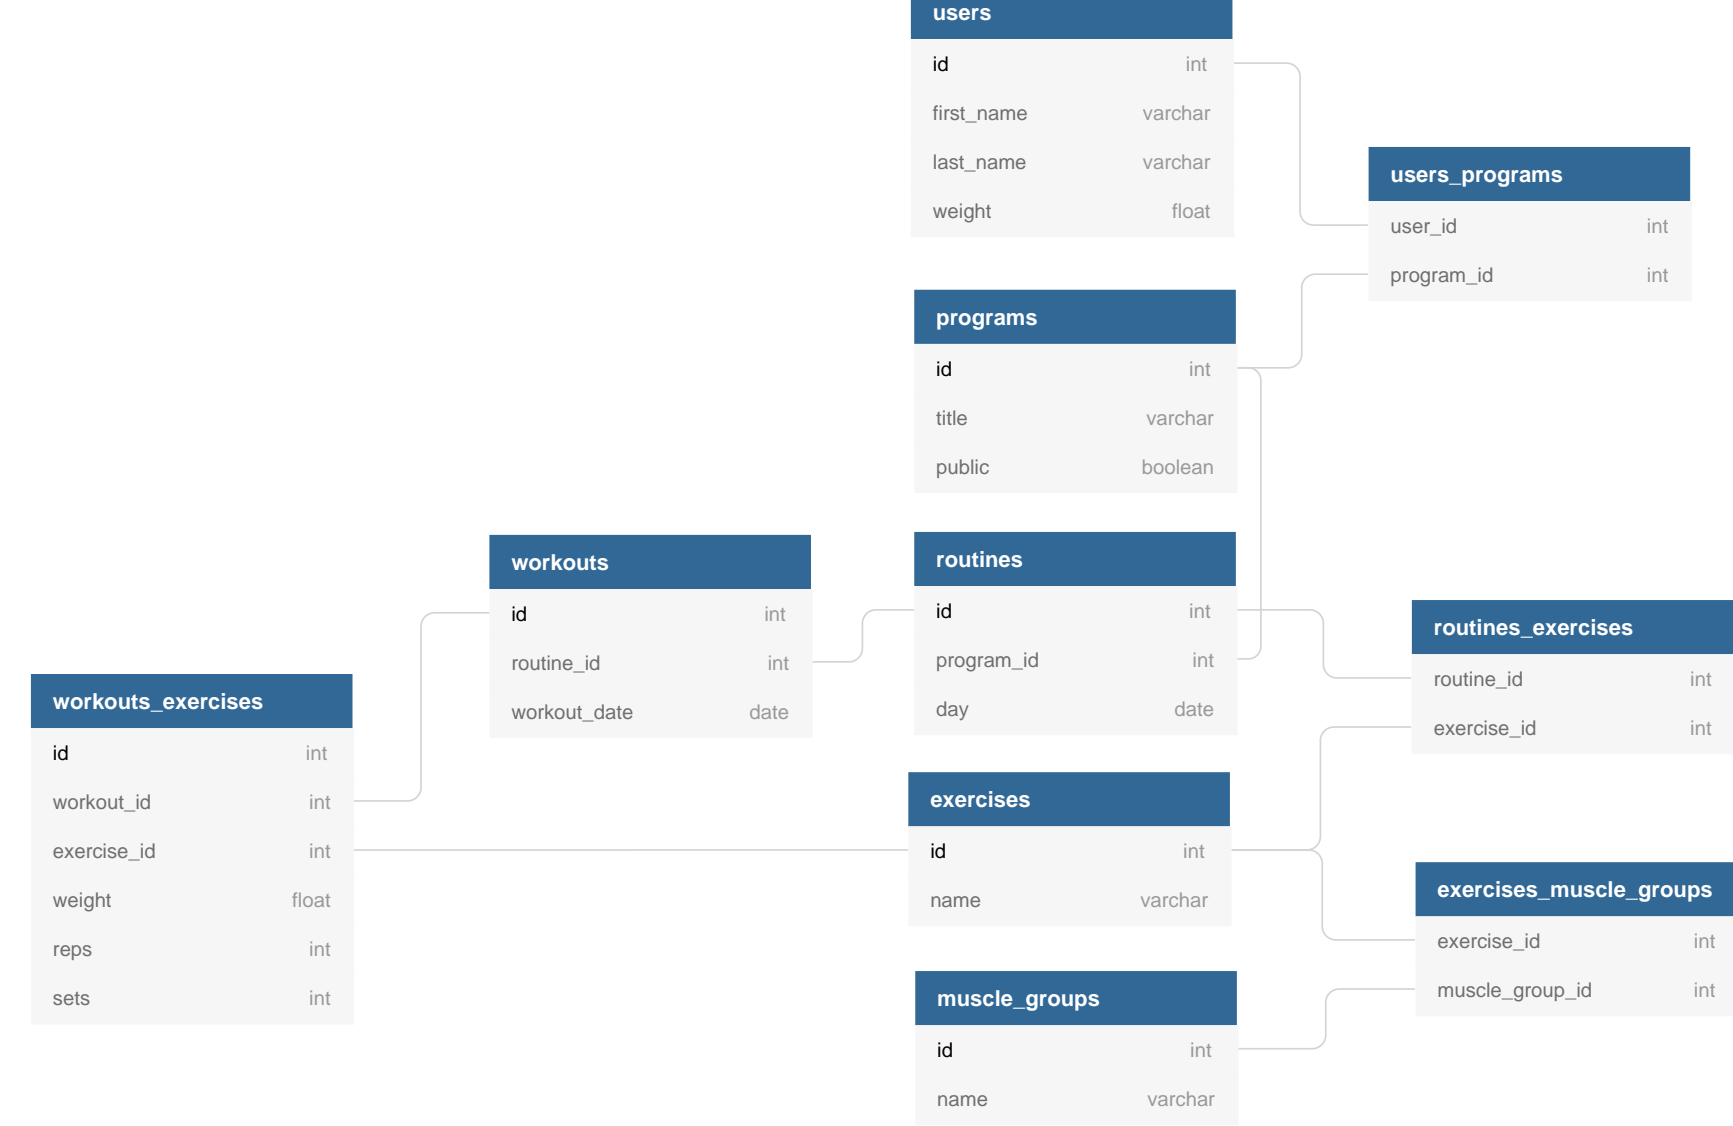 users
id int
first_name varchar
last_name varchar
weight float
users_programs
user_id int
program_id int
programs
id int
title varchar
public boolean
workouts
id int
routine_id int
workout_date date
routines
id int
program_id int
day date
routines_exercises
routine_id int
exercise_id int
workouts_exercises
id int
workout_id int
exercise_id int
weight float
reps int
sets int
exercises
id int
name varchar
exercises_muscle_groups
exercise_id int
muscle_group_id int
muscle_groups
id int
name varchar